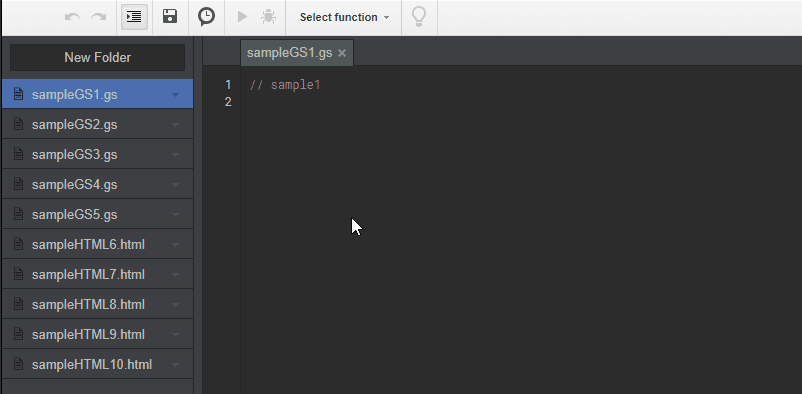 Select function
New Folder
sampleGS1.gs
sampleGS2.gs
sampleGS3.gs
sampleGS4.gs
sampleGS5.gs
sampleHTML6.html
sampleHTML7.html
sampleHTML8.html
sampleHTML9.html
sampleHTML10.html
sampleGS1.gs ×
1 // sample1
2